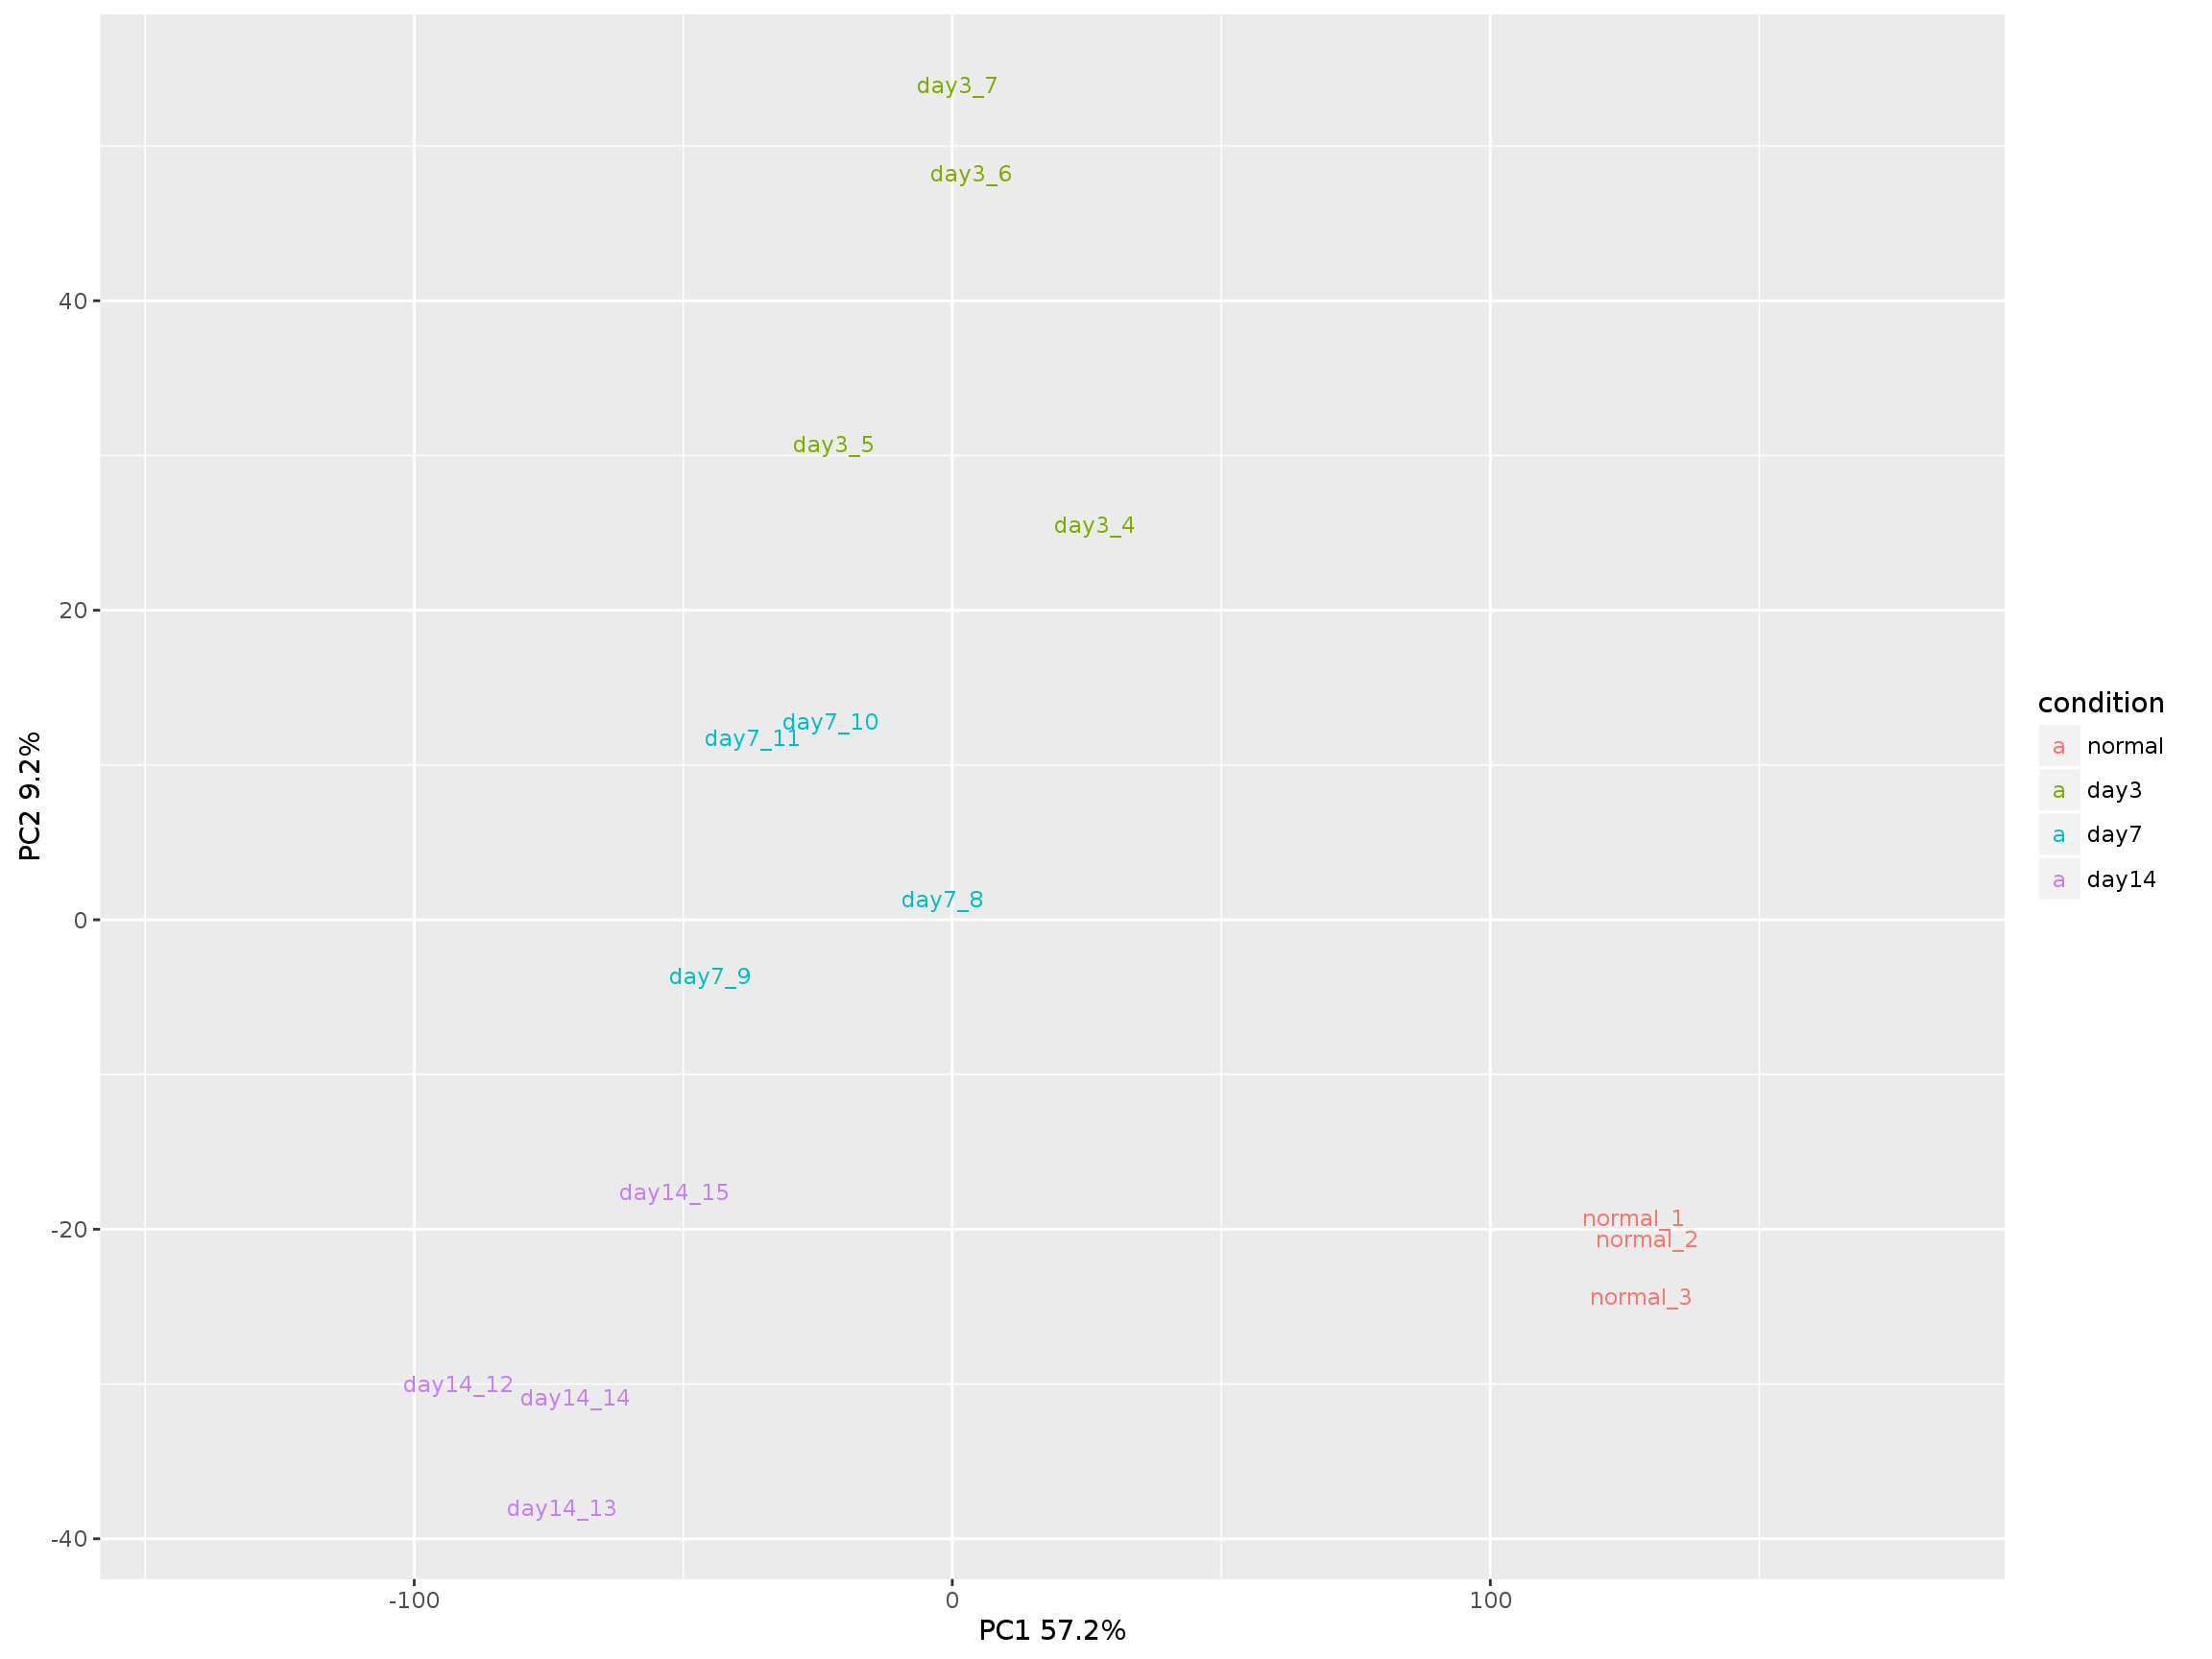 day3_7
day3_6
40
day3_5
day3_4
20
condition
a normal
a day3
a day7
a day14
day7_10
day7_11
PC2 9.2%
day7_8
0
day7_9
day14_15
-20
normal_1
normal_2
normal_3
day14_12
day14_14
day14_13
-40
-100 0 100
PC1 57.2%